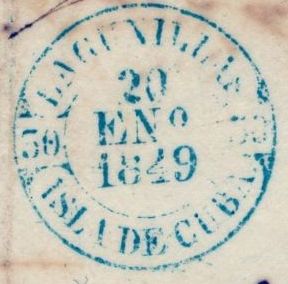 LAGUNILLAS
20
ENº
1849
ISLA DE CUBA